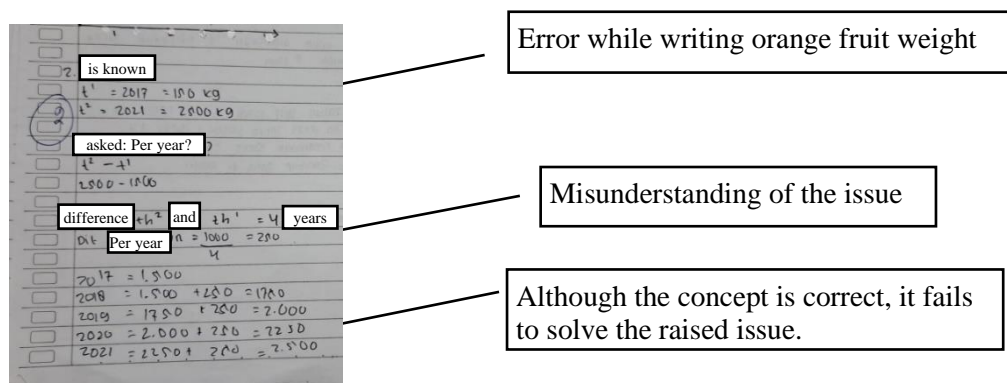 Error while writing orange fruit weight
2. is known
t¹ = 2017 = 150 kg
t² = 2021 = 2500 kg
asked: Per year?
t² - t¹
2500 - 1500
difference th² and th¹ = 4 years
Dit Per year = 1000 = 250
4
Misunderstanding of the issue
2017 = 1.500
2018 = 1.500 + 250 = 1750
2019 = 1750 + 250 = 2.000
2020 = 2.000 + 250 = 2250
2021 = 2250 + 250 = 2.500
Although the concept is correct, it fails
to solve the raised issue.